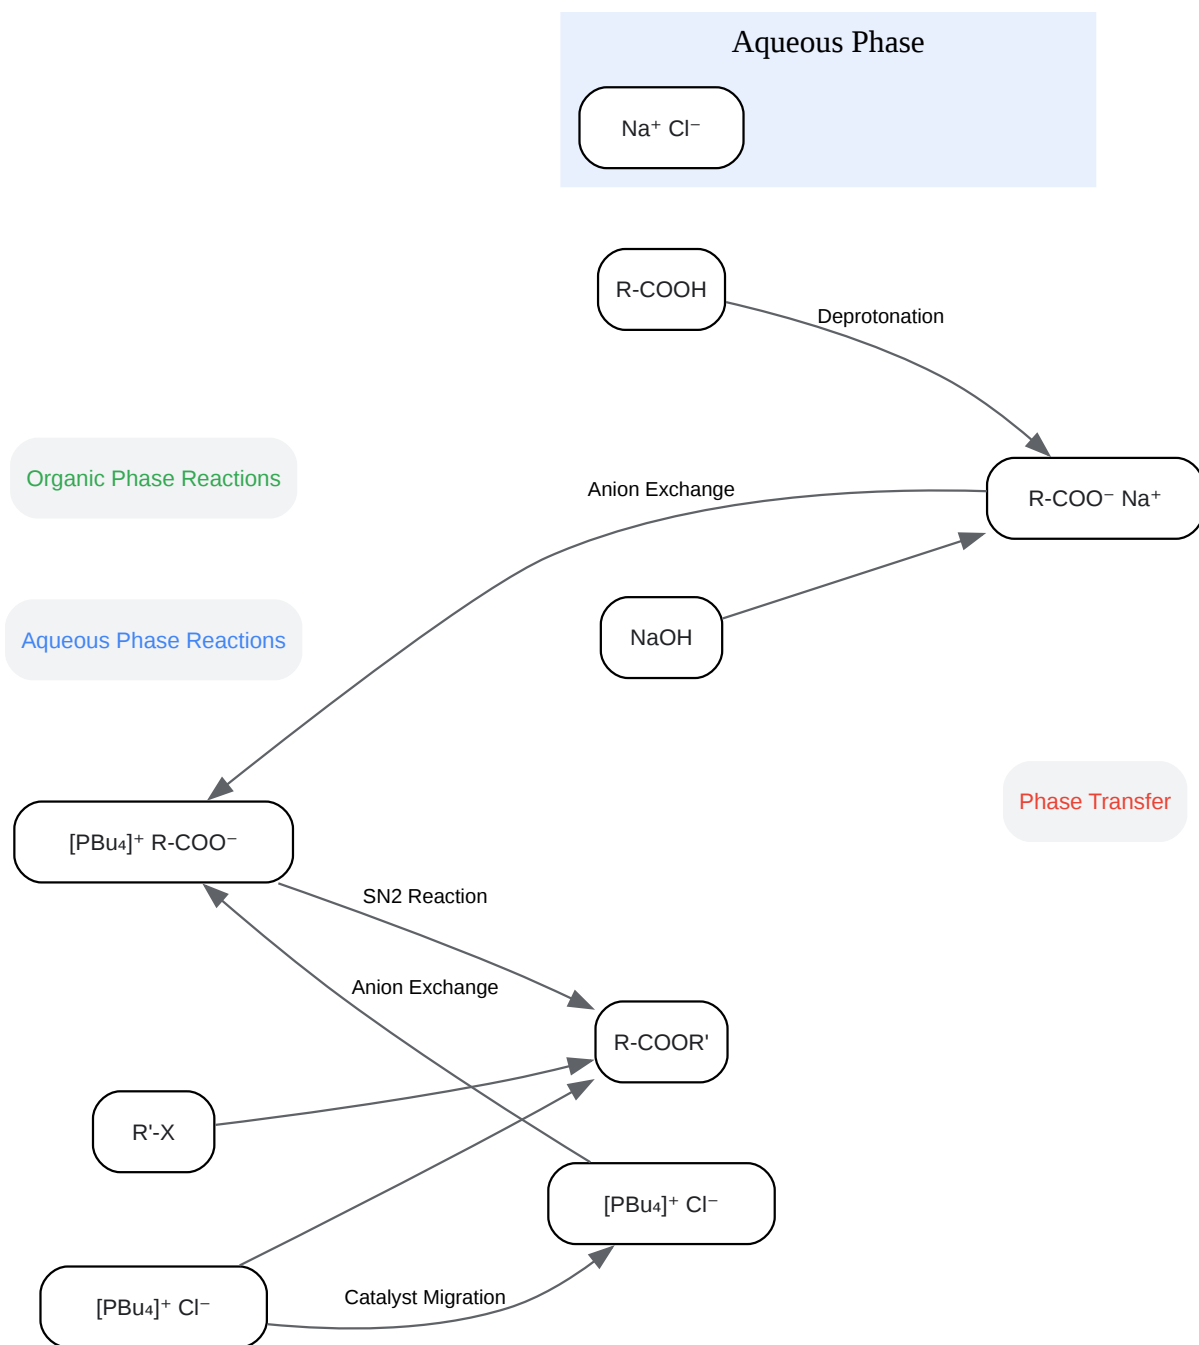 Aqueous Phase
Na⁺ Cl⁻
R-COOH
Deprotonation
Organic Phase Reactions
Anion Exchange
R-COO⁻ Na⁺
Aqueous Phase Reactions
NaOH
Phase Transfer
[PBu₄]⁺ R-COO⁻
SN2 Reaction
Anion Exchange
R-COOR'
R'-X
[PBu₄]⁺ Cl⁻
Catalyst Migration
[PBu₄]⁺ Cl⁻